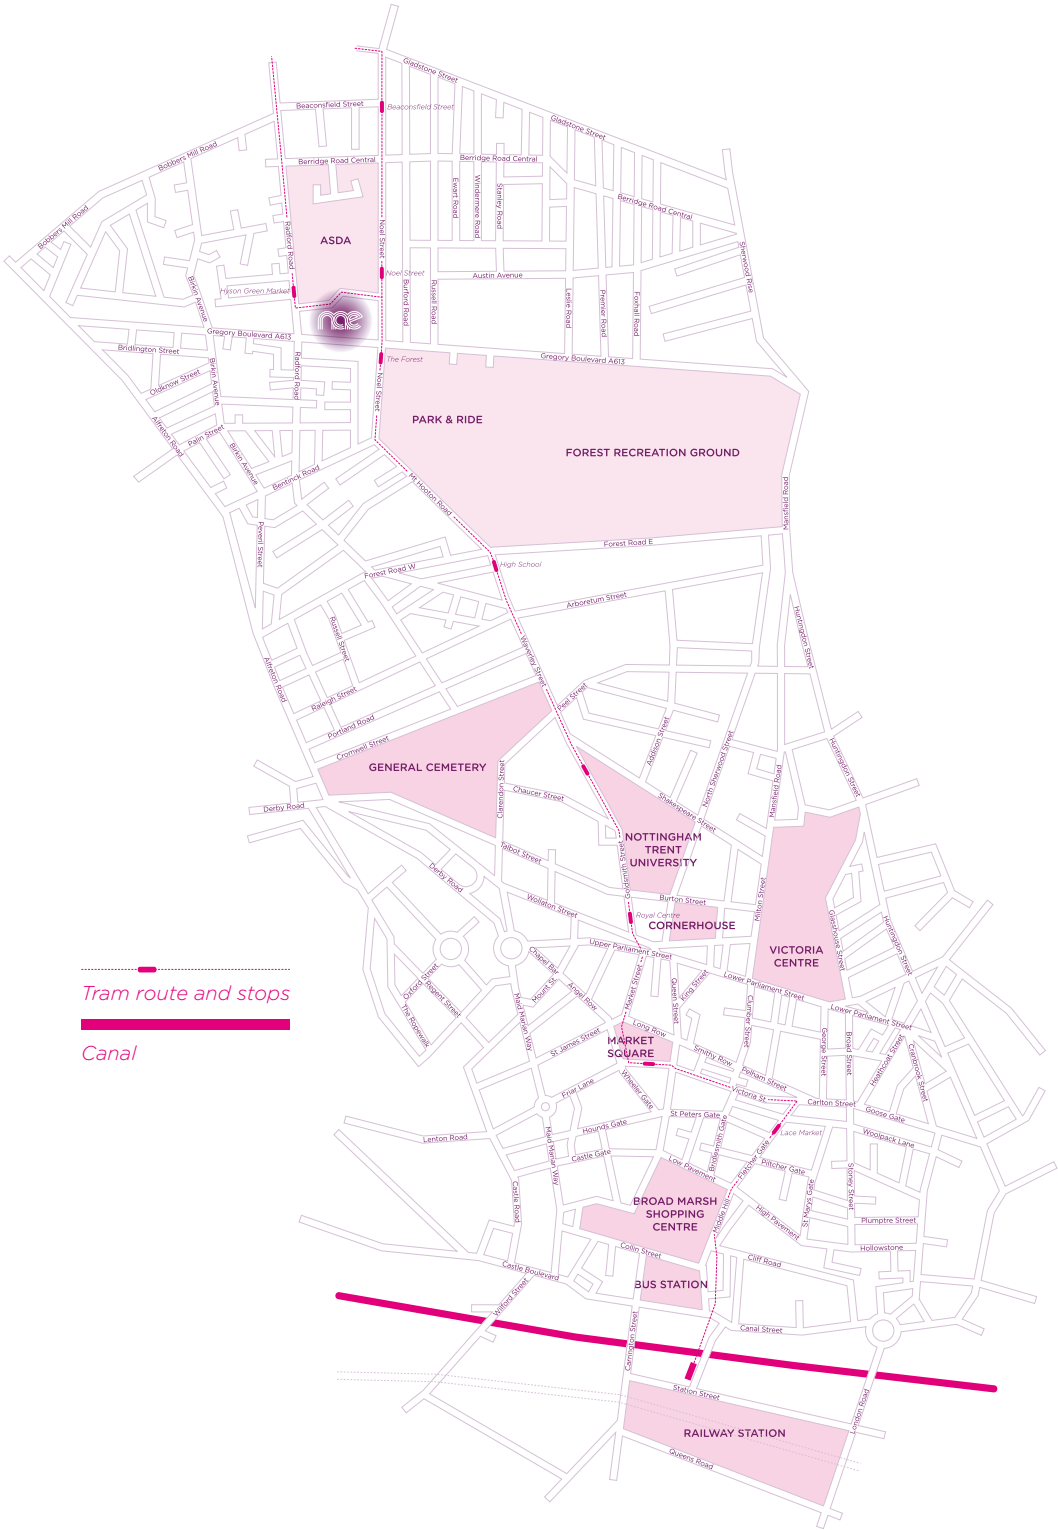 Gladstone Street
Beaconsfield Street
Beaconsfield Street
Gladstone Street
Bobbers Mill Road
Berridge Road Central
Berridge Road Central
Ewart Road
Windermere Road
Stanley Road
Berridge Road Central
Bobbers Mill Road
Radford Road
ASDA
Noel Street
Sherwood Rise
Noel Street
Austin Avenue
Hyson Green Market
Birkin Avenue
Burford Road
Russell Road
Leslie Road
Premier Road
Foxhall Road
nae
Gregory Boulevard A613
Bridlington Street
The Forest
Gregory Boulevard A613
Birkin Avenue
Radford Road
Oldknow Street
Noel Street
PARK & RIDE
Alfreton Road
Palin Street
FOREST RECREATION GROUND
Birkin Avenue
Bentinck Road
Mt Hooton Road
Mansfield Road
Peveril Street
Forest Road E
High School
Forest Road W
Arboretum Street
Huntingdon Street
Russell Street
Waverley Street
Alfreton Road
Raleigh Street
Peel Street
Portland Road
Addison Street
Cromwell Street
North Sherwood Street
Huntingdon Street
GENERAL CEMETERY
Clarendon Street
Mansfield Road
Chaucer Street
Shakespeare Street
Derby Road
NOTTINGHAM
TRENT
UNIVERSITY
Goldsmith Street
Talbot Street
Derby Road
Milton Street
Burton Street
Wollaton Street
Royal Centre
CORNERHOUSE
Glasshouse Street
Huntingdon Street
VICTORIA
CENTRE
Upper Parliament Street
Chapel Bar
Tram route and stops
Oxford Street
Regent Street
Mount St
Angel Row
Market Street
Queen Street
King Street
Lower Parliament Street
The Ropewalk
Maid Marian Way
Clumber Street
Lower Parliament Street
Long Row
Canal
St James Street
MARKET
SQUARE
Smithy Row
George Street
Broad Street
Heathcoat Street
Cranbrook Street
Pelham Street
Wheeler Gate
Friar Lane
Victoria St
Carlton Street
Goose Gate
St Peters Gate
Lace Market
Woolpack Lane
Hounds Gate
Bridlesmith Gate
Lenton Road
Maid Marian Way
Castle Gate
Low Pavement
Fletcher Gate
Pilcher Gate
Stoney Street
Castle Road
BROAD MARSH
SHOPPING
CENTRE
Middle Hill
St Marys Gate
High Pavement
Plumptre Street
Collin Street
Hollowstone
Cliff Road
Castle Boulevard
BUS STATION
Wilford Street
Carrington Street
Canal Street
Station Street
London Road
RAILWAY STATION
Queens Road